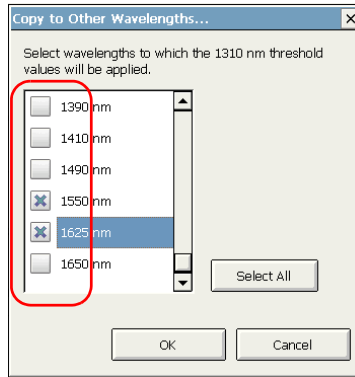 Copy to Other Wavelengths...
Select wavelengths to which the 1310 nm threshold
values will be applied.
1390 nm
1410 nm
1490 nm
1550 nm
1625 nm
1650 nm
Select All
OK
Cancel